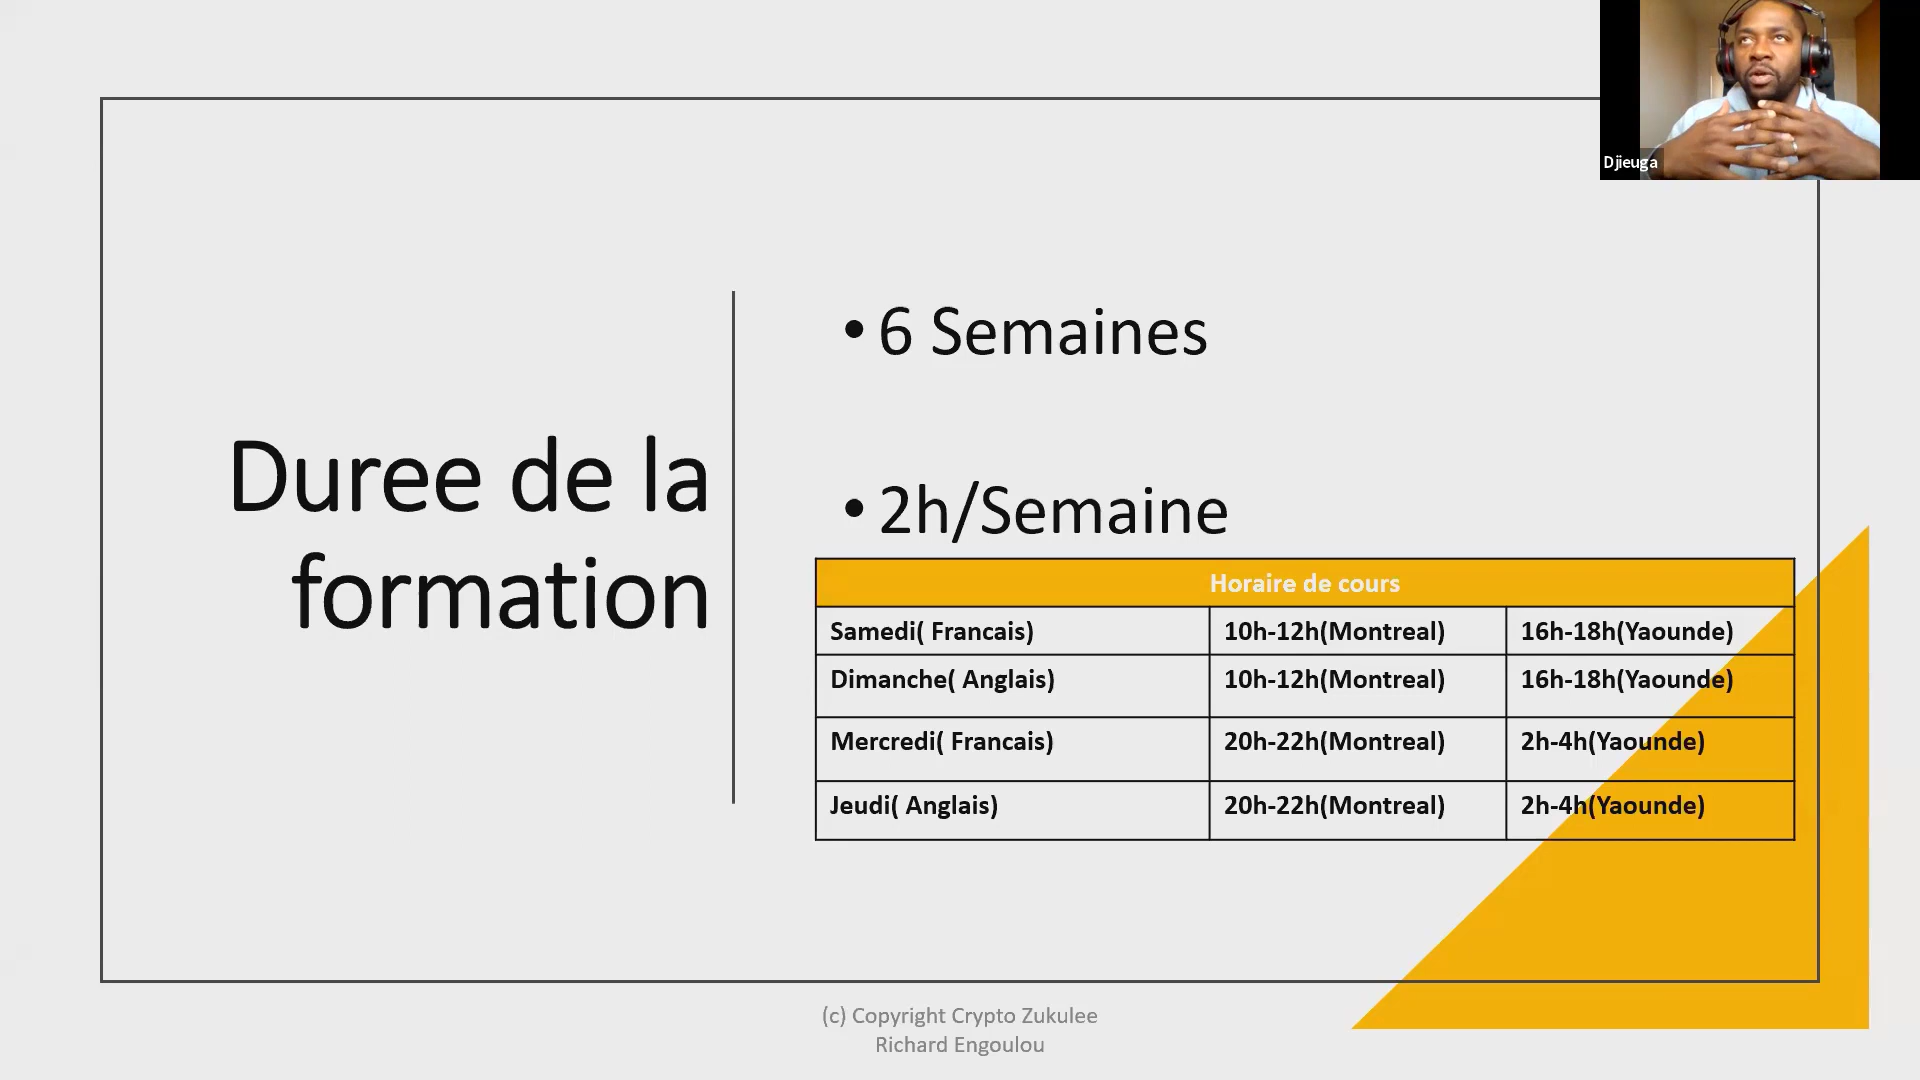 Djieuga
Duree de la
formation
• 6 Semaines
• 2h/Semaine
Horaire de cours
Samedi( Francais) 10h-12h(Montreal) 16h-18h(Yaounde)
Dimanche( Anglais) 10h-12h(Montreal) 16h-18h(Yaounde)
Mercredi( Francais) 20h-22h(Montreal) 2h-4h(Yaounde)
Jeudi( Anglais) 20h-22h(Montreal) 2h-4h(Yaounde)
(c) Copyright Crypto Zukulee
Richard Engoulou